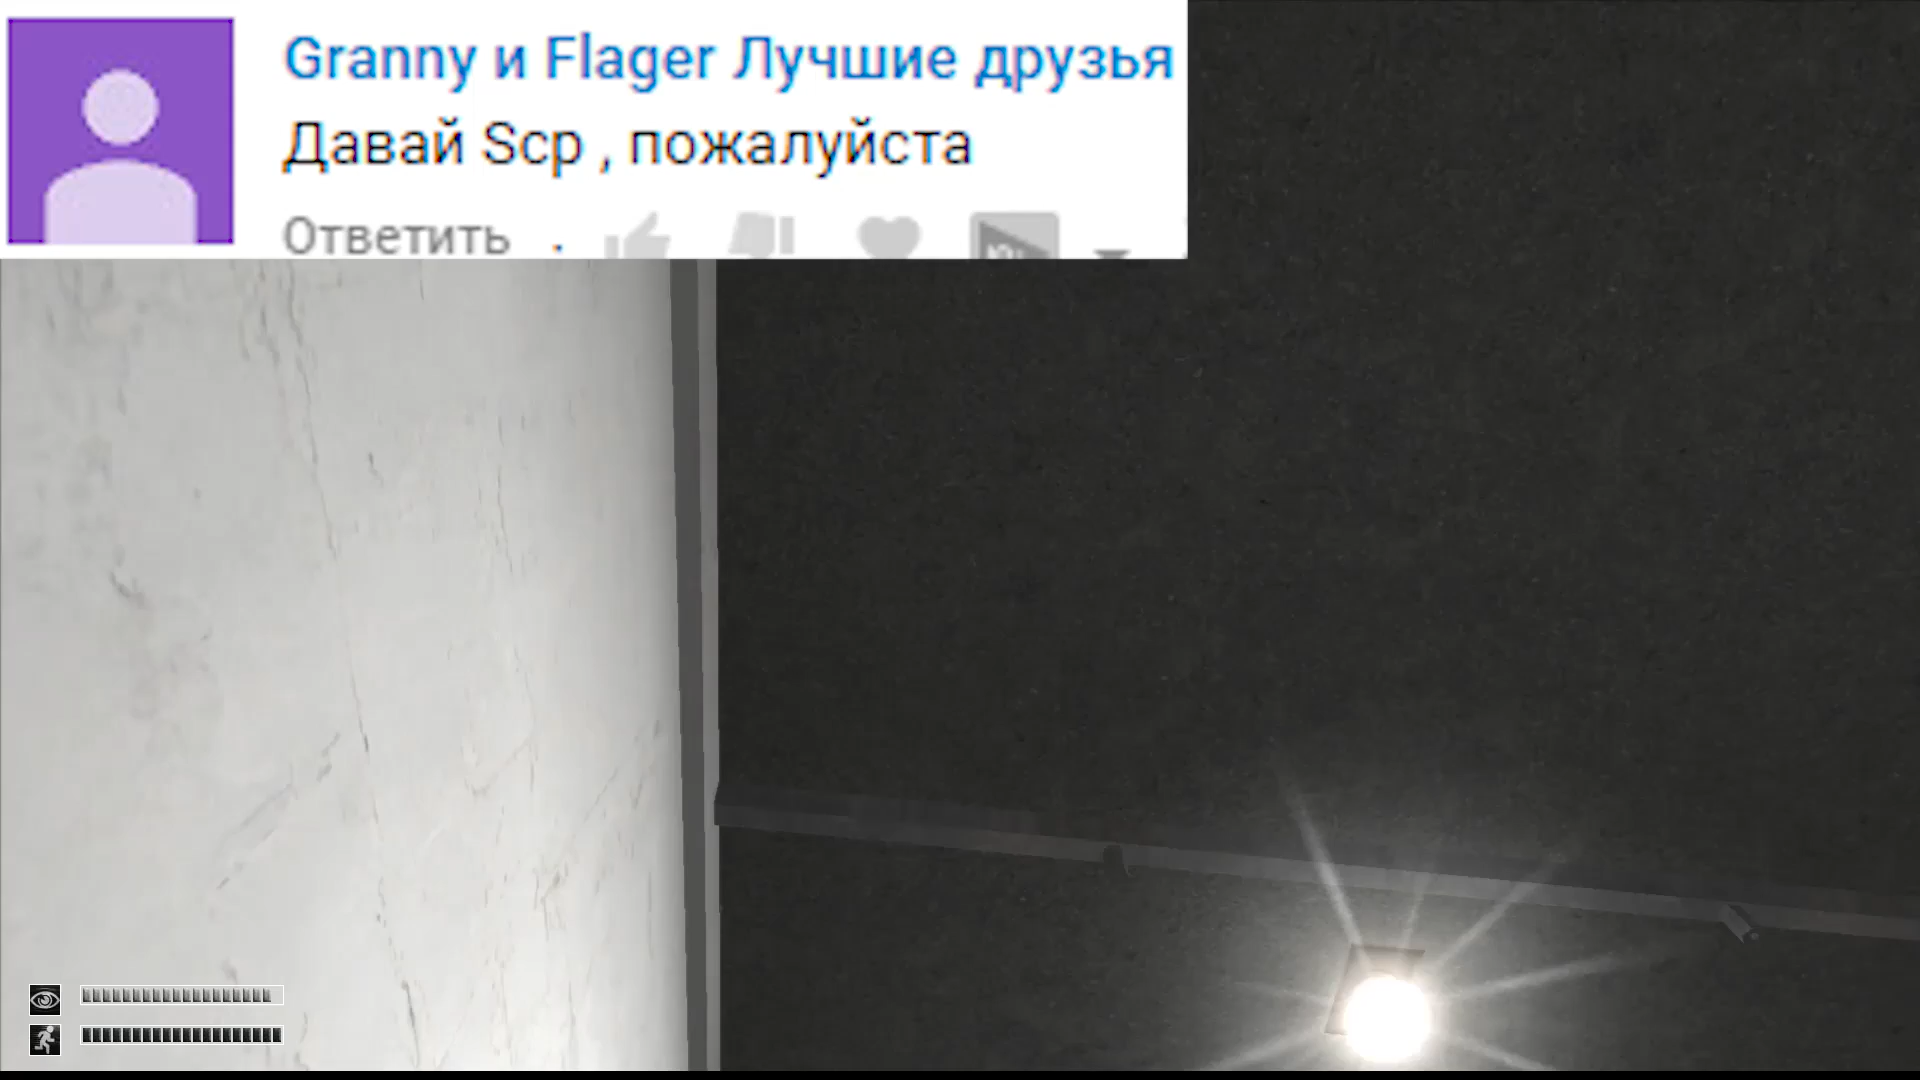 Granny и Flager Лучшие друзья
Давай Scp , пожалуйста
Ответить